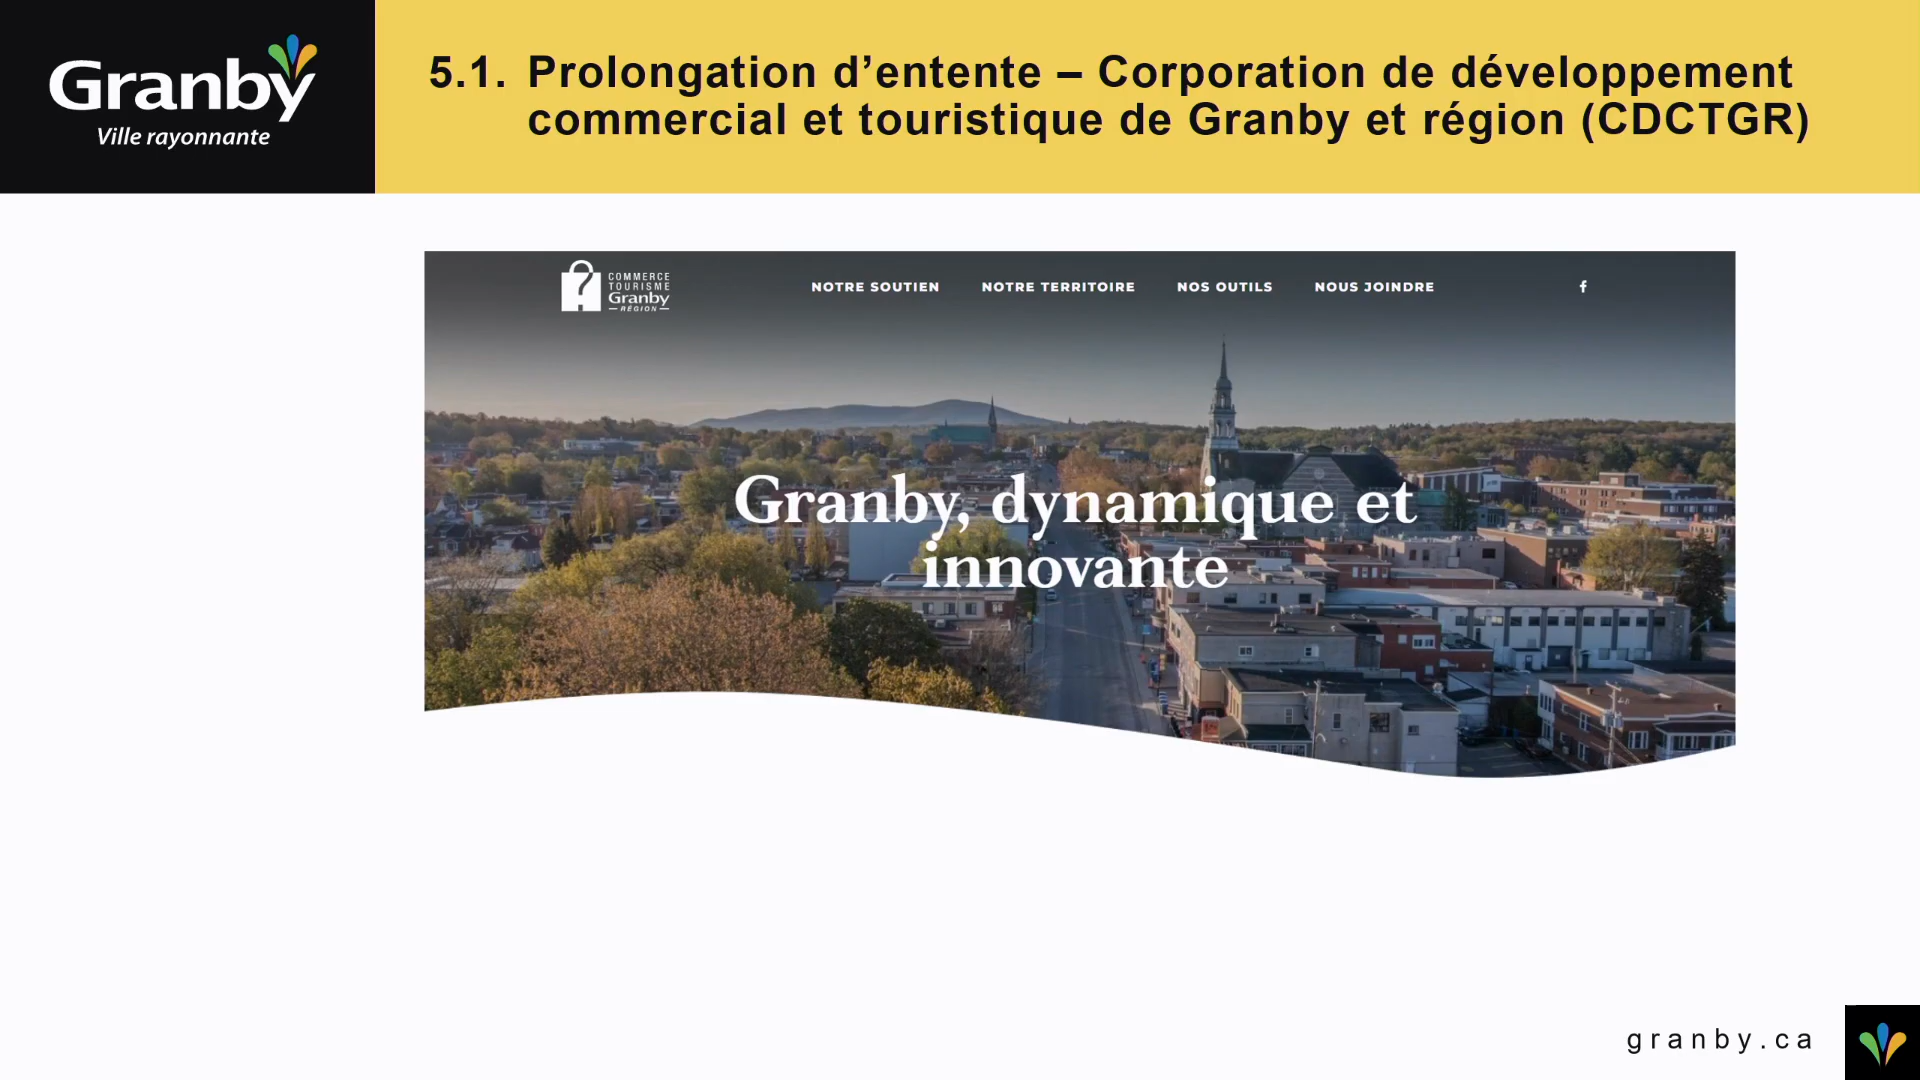 Granby
Ville rayonnante
5.1. Prolongation d’entente – Corporation de développement
commercial et touristique de Granby et région (CDCTGR)
COMMERCE
TOURISME
Granby
RÉGION
NOTRE SOUTIEN
NOTRE TERRITOIRE
NOS OUTILS
NOUS JOINDRE
f
Granby, dynamique et
innovante
granby.ca